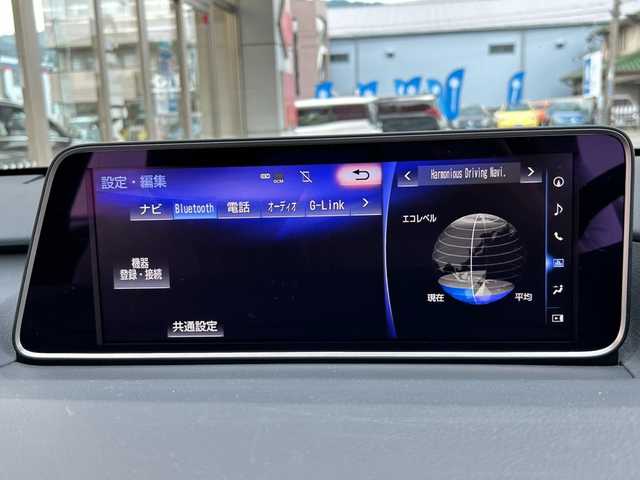 設定・編集
DCM
ナビ Bluetooth 電話 オーディオ G-Link >
機器
登録・接続
共通設定
< Harmonious Driving Navi. >
エコレベル
現在 平均